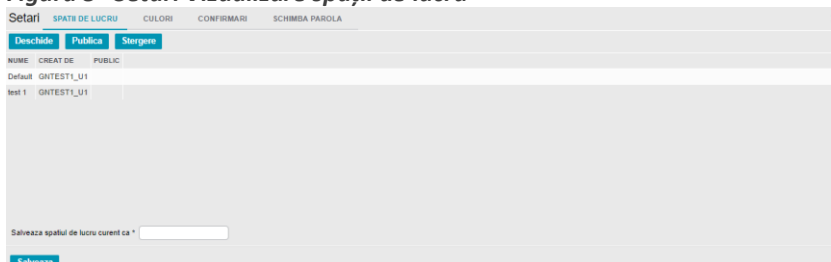 Setari SPATII DE LUCRU CULORI CONFIRMARI SCHIMBA PAROLA
Deschide Publica Stergere
NUME CREAT DE PUBLIC
Default GNTEST1_U1
test 1 GNTEST1_U1
Salveaza spatiul de lucru curent ca *
Salveaza